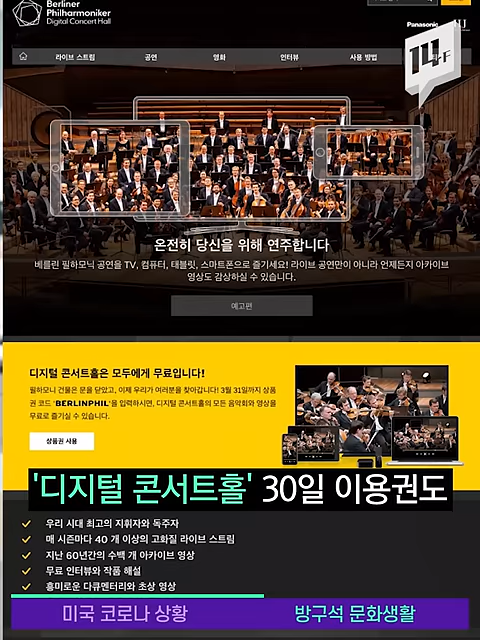 Berliner
Philharmoniker
Digital Concert Hall
Panasonic
IIJ
14F
라이브 스트림
공연
영화
인터뷰
사용 방법
온전히 당신을 위해 연주합니다
베를린 필하모닉 공연을 TV, 컴퓨터, 태블릿, 스마트폰으로 즐기세요! 라이브 공연만이 아니라 언제든지 아카이브
영상도 감상하실 수 있습니다.
예고편
디지털 콘서트홀은 모두에게 무료입니다!
필하모니 건물은 문을 닫았고, 이제 우리가 여러분을 찾아갑니다! 3월 31일까지 상품
권 코드 'BERLINPHIL'을 입력하시면, 디지털 콘서트홀의 모든 음악회와 영상을
무료로 즐기실 수 있습니다.
상품권 사용
'디지털 콘서트홀' 30일 이용권도
우리 시대 최고의 지휘자와 독주자
매 시즌마다 40 개 이상의 고화질 라이브 스트림
지난 60년간의 수백 개 아카이브 영상
무료 인터뷰와 작품 해설
흥미로운 다큐멘터리와 초상 영상
미국 코로나 상황
방구석 문화생활